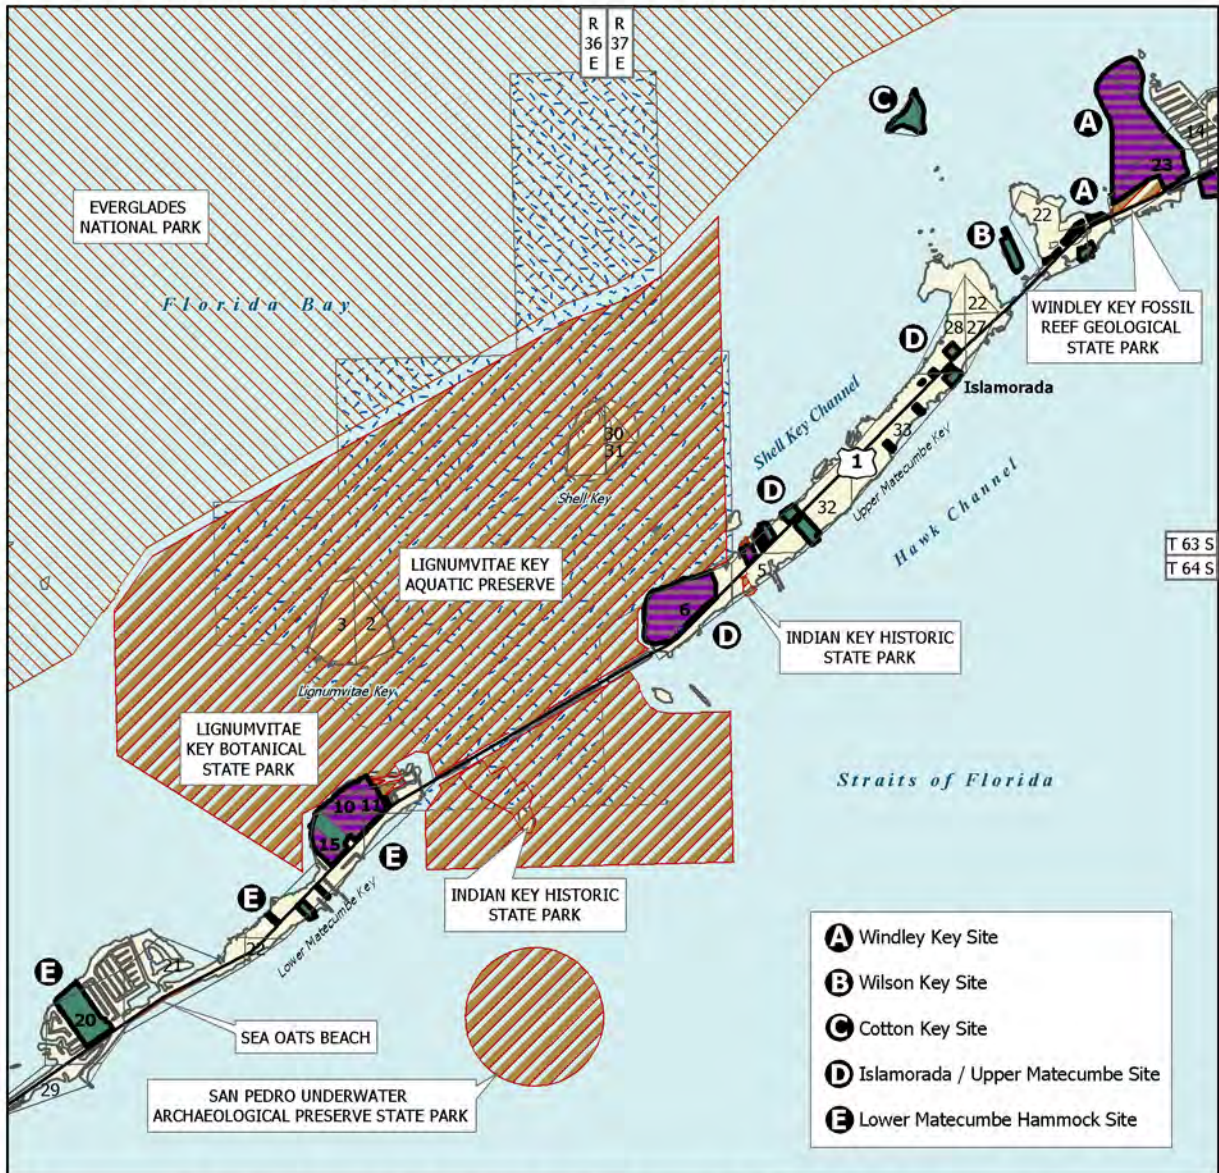 R
36
E
R
37
E
C
A
14
23
EVERGLADES
NATIONAL PARK
A
22
B
Florida Bay
22
WINDLEY KEY FOSSIL
REEF GEOLOGICAL
STATE PARK
28
27
D
Islamorada
33
Shell Key Channel
1
Upper Matecumbe Key
30
31
Shell Key
D
32
Hawk Channel
T 63 S
T 64 S
LIGNUMVITAE KEY
AQUATIC PRESERVE
5
6
3
2
D
INDIAN KEY HISTORIC
STATE PARK
Lignumvitae Key
LIGNUMVITAE
KEY BOTANICAL
STATE PARK
Straits of Florida
10
11
15
E
INDIAN KEY HISTORIC
STATE PARK
E
Lower Matecumbe Key
22
21
E
20
SEA OATS BEACH
29
SAN PEDRO UNDERWATER
ARCHAEOLOGICAL PRESERVE STATE PARK
A Windley Key Site
B Wilson Key Site
C Cotton Key Site
D Islamorada / Upper Matecumbe Site
E Lower Matecumbe Hammock Site